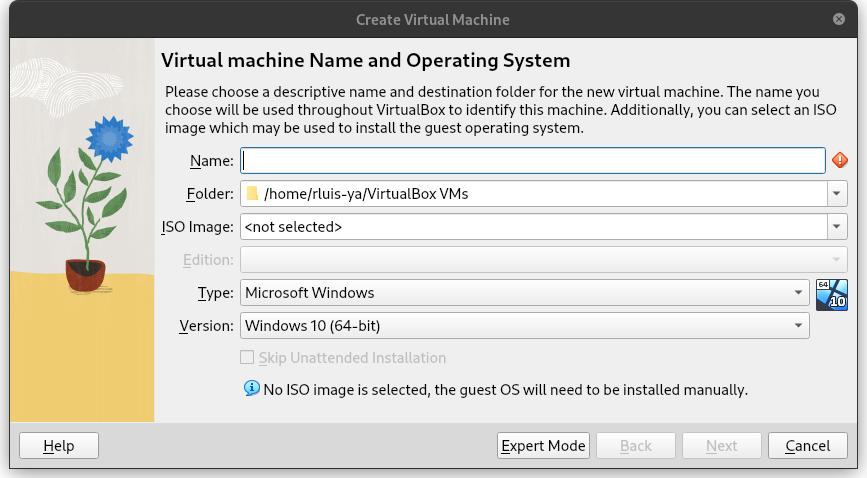 Create Virtual Machine
Virtual machine Name and Operating System
Please choose a descriptive name and destination folder for the new virtual machine. The name you
choose will be used throughout VirtualBox to identify this machine. Additionally, you can select an ISO
image which may be used to install the guest operating system.
Name:
Folder: /home/rluis-ya/VirtualBox VMs
ISO Image: <not selected>
Edition:
Type: Microsoft Windows
64
10
Version: Windows 10 (64-bit)
Skip Unattended Installation
No ISO image is selected, the guest OS will need to be installed manually.
Help Expert Mode Back Next Cancel